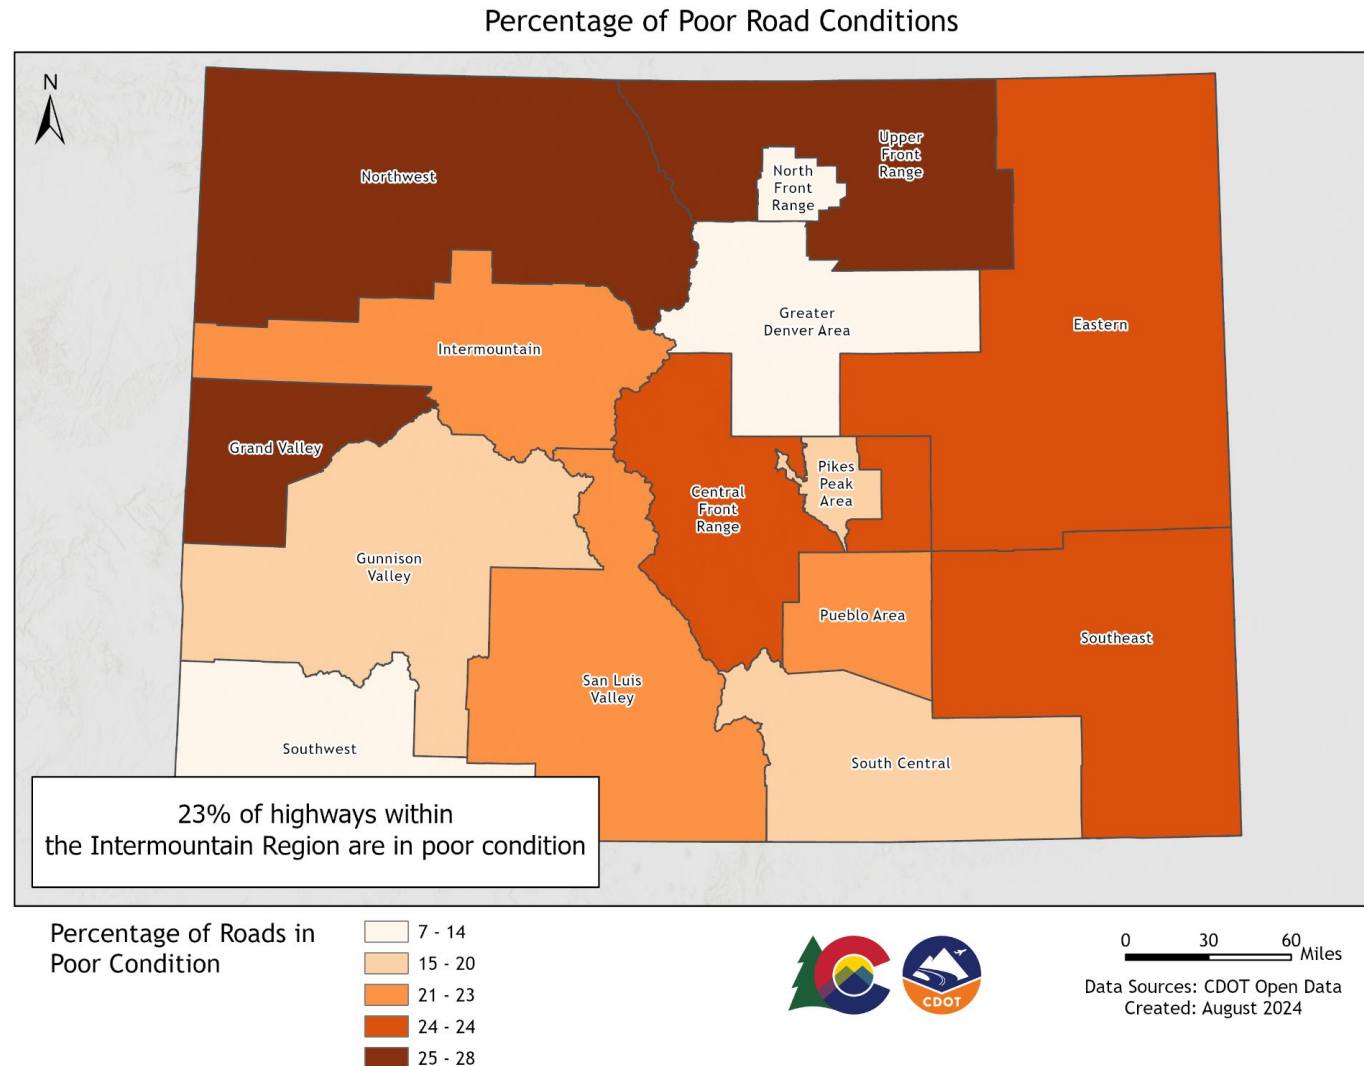 Percentage of Poor Road Conditions
N
Northwest
Upper
Front
Range
North
Front
Range
Greater
Denver Area
Eastern
Intermountain
Grand Valley
Pikes
Peak
Area
Central
Front
Range
Gunnison
Valley
Pueblo Area
Southeast
San Luis
Valley
Southwest
South Central
23% of highways within
the Intermountain Region are in poor condition
Percentage of Roads in
Poor Condition
7 - 14
15 - 20
21 - 23
24 - 24
25 - 28
CDOT
0 30 60
Miles
Data Sources: CDOT Open Data
Created: August 2024